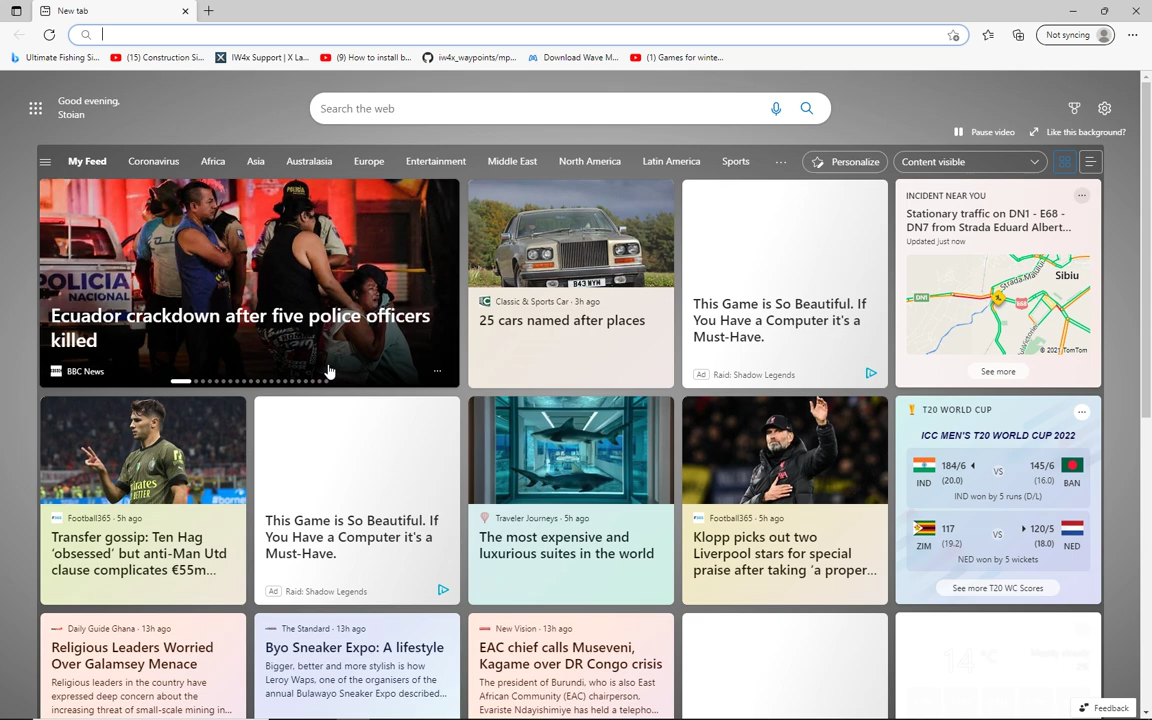 New tab
Not syncing
Ultimate Fishing Si...
(15) Construction Si...
IW4x Support | X La...
(9) How to install b...
iw4x_waypoints/mp...
Download Wave M...
(1) Games for winte...
Good evening,
Stoian
Search the web
Pause video
Like this background?
My Feed
Coronavirus
Africa
Asia
Australasia
Europe
Entertainment
Middle East
North America
Latin America
Sports
...
Personalize
Content visible
POLICIA
POLICIA
NACIONAL
Ecuador crackdown after five police officers
killed
BBC News
B43 WYM
Classic & Sports Car · 3h ago
25 cars named after places
This Game is So Beautiful. If
You Have a Computer it's a
Must-Have.
Ad Raid: Shadow Legends
INCIDENT NEAR YOU
Stationary traffic on DN1 - E68 -
DN7 from Strada Eduard Albert...
Updated just now
Sibiu
DN1
© 2021 TomTom
See more
Football365 · 5h ago
Transfer gossip: Ten Hag
'obsessed' but anti-Man Utd
clause complicates €55m...
This Game is So Beautiful. If
You Have a Computer it's a
Must-Have.
Ad Raid: Shadow Legends
Traveler Journeys · 5h ago
The most expensive and
luxurious suites in the world
Football365 · 5h ago
Klopp picks out two
Liverpool stars for special
praise after taking 'a proper...
T20 WORLD CUP
ICC MEN'S T20 WORLD CUP 2022
184/6 VS 145/6
IND (20.0) (16.0) BAN
IND won by 5 runs (D/L)
117 VS 120/5
ZIM (19.2) (18.0) NED
NED won by 5 wickets
See more T20 WC Scores
Daily Guide Ghana · 13h ago
Religious Leaders Worried
Over Galamsey Menace
Religious leaders in the country have
expressed deep concern about the
increasing threat of small-scale mining in...
The Standard · 13h ago
Byo Sneaker Expo: A lifestyle
Bigger, better and more stylish is how
Leroy Waps, one of the organisers of the
annual Bulawayo Sneaker Expo described...
New Vision · 13h ago
EAC chief calls Museveni,
Kagame over DR Congo crisis
The president of Burundi, who is also East
African Community (EAC) chairperson,
Evariste Ndayishimiye has held a telepho...
14 °C
Feedback